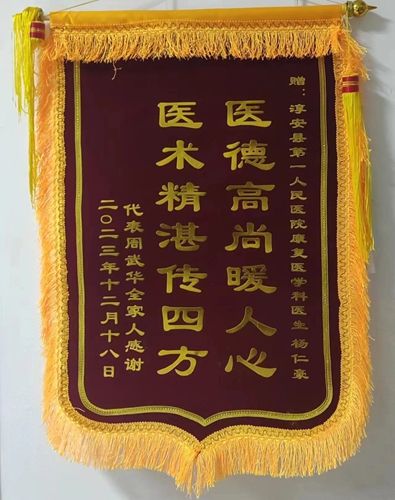 赠：淳安县第一人民医院康复医学科医生 杨仁豪
医德高尚暖人心
医术精湛传四方
代表周武华全家人感谢
二〇二三年十二月十八日